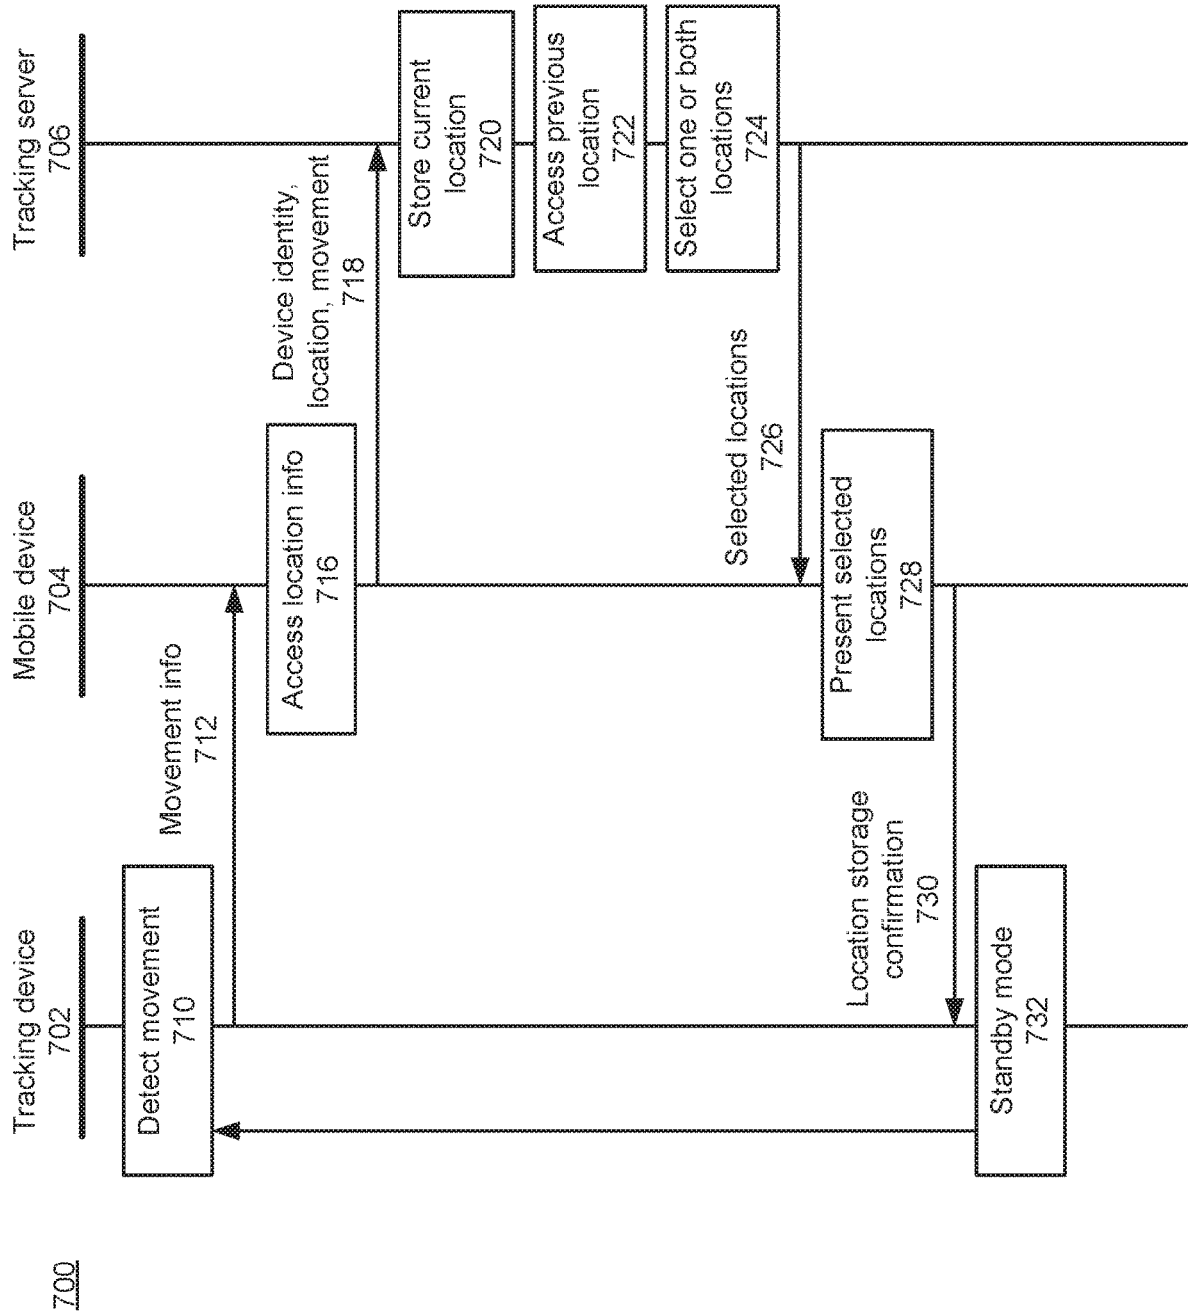 700
Tracking device
702
Mobile device
704
Tracking server
706
Detect movement
710
Movement info
712
Access location info
716
Device identity,
location, movement
718
Store current
location
720
Access previous
location
722
Select one or both
locations
724
Selected locations
726
Present selected
locations
728
Location storage
confirmation
730
Standby mode
732